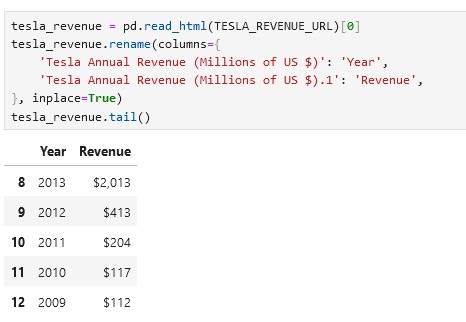 tesla_revenue = pd.read_html(TESLA_REVENUE_URL)[0]
tesla_revenue.rename(columns={
    'Tesla Annual Revenue (Millions of US $)': 'Year',
    'Tesla Annual Revenue (Millions of US $).1': 'Revenue',
}, inplace=True)
tesla_revenue.tail()
Year Revenue
8 2013 $2,013
9 2012 $413
10 2011 $204
11 2010 $117
12 2009 $112